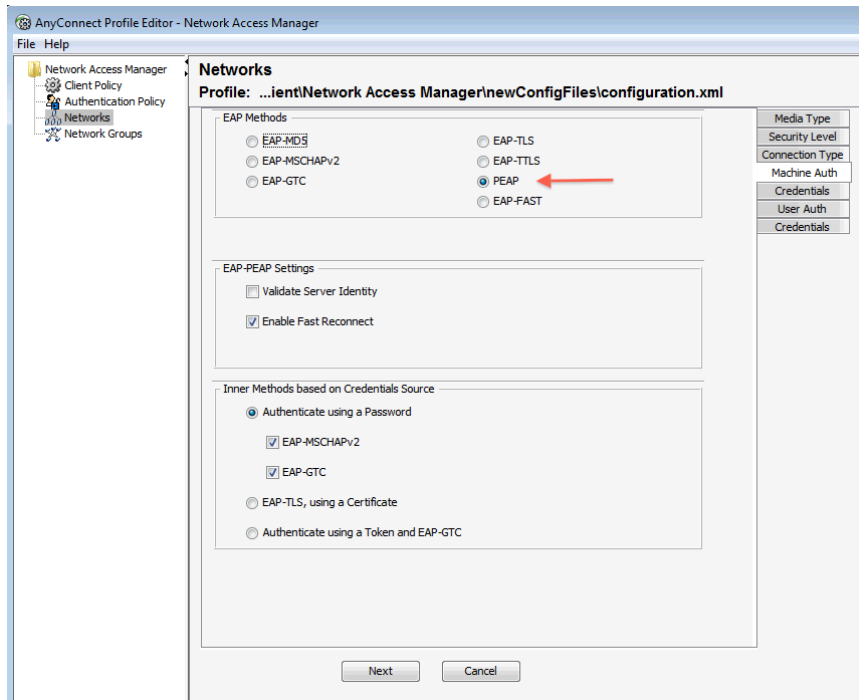 AnyConnect Profile Editor - Network Access Manager
File Help
Network Access Manager
Client Policy
Authentication Policy
Networks
Network Groups
Networks
Profile: ...ient\Network Access Manager\newConfigFiles\configuration.xml
EAP Methods
EAP-MD5
EAP-TLS
EAP-MSCHAPv2
EAP-TTLS
EAP-GTC
PEAP
EAP-FAST
EAP-PEAP Settings
Validate Server Identity
Enable Fast Reconnect
Inner Methods based on Credentials Source
Authenticate using a Password
EAP-MSCHAPv2
EAP-GTC
EAP-TLS, using a Certificate
Authenticate using a Token and EAP-GTC
Media Type
Security Level
Connection Type
Machine Auth
Credentials
User Auth
Credentials
Next
Cancel